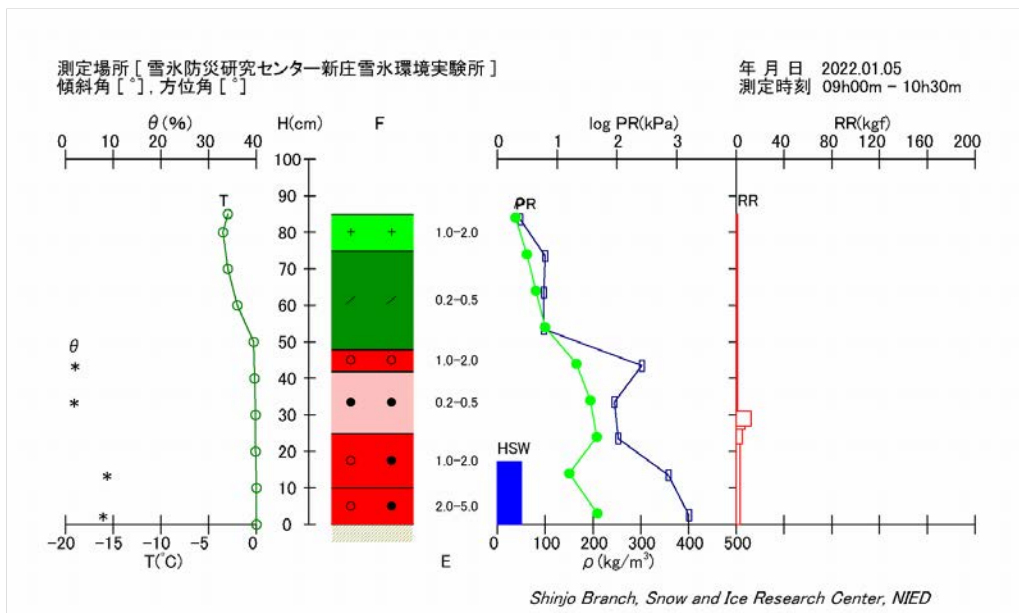 測定場所 [ 雪氷防災研究センター新庄雪氷環境実験所 ]
年 月 日 2022.01.05
傾斜角 [ ˚] , 方位角 [ ˚]
測定時刻 09h00m - 10h30m
θ (%) H(cm) F log PR(kPa) RR(kgf)
0 10 20 30 40
0 1 2 3
0 40 80 120 160 200
100
90
T PR RR
80 1.0-2.0
70
60 0.2-0.5
50
θ
1.0-2.0
40
0.2-0.5
30
20 HSW
1.0-2.0
10
2.0-5.0
0
-20 -15 -10 -5 0
0 100 200 300 400 500
T(˚C) E ρ (kg/m³)
Shinjo Branch, Snow and Ice Research Center, NIED